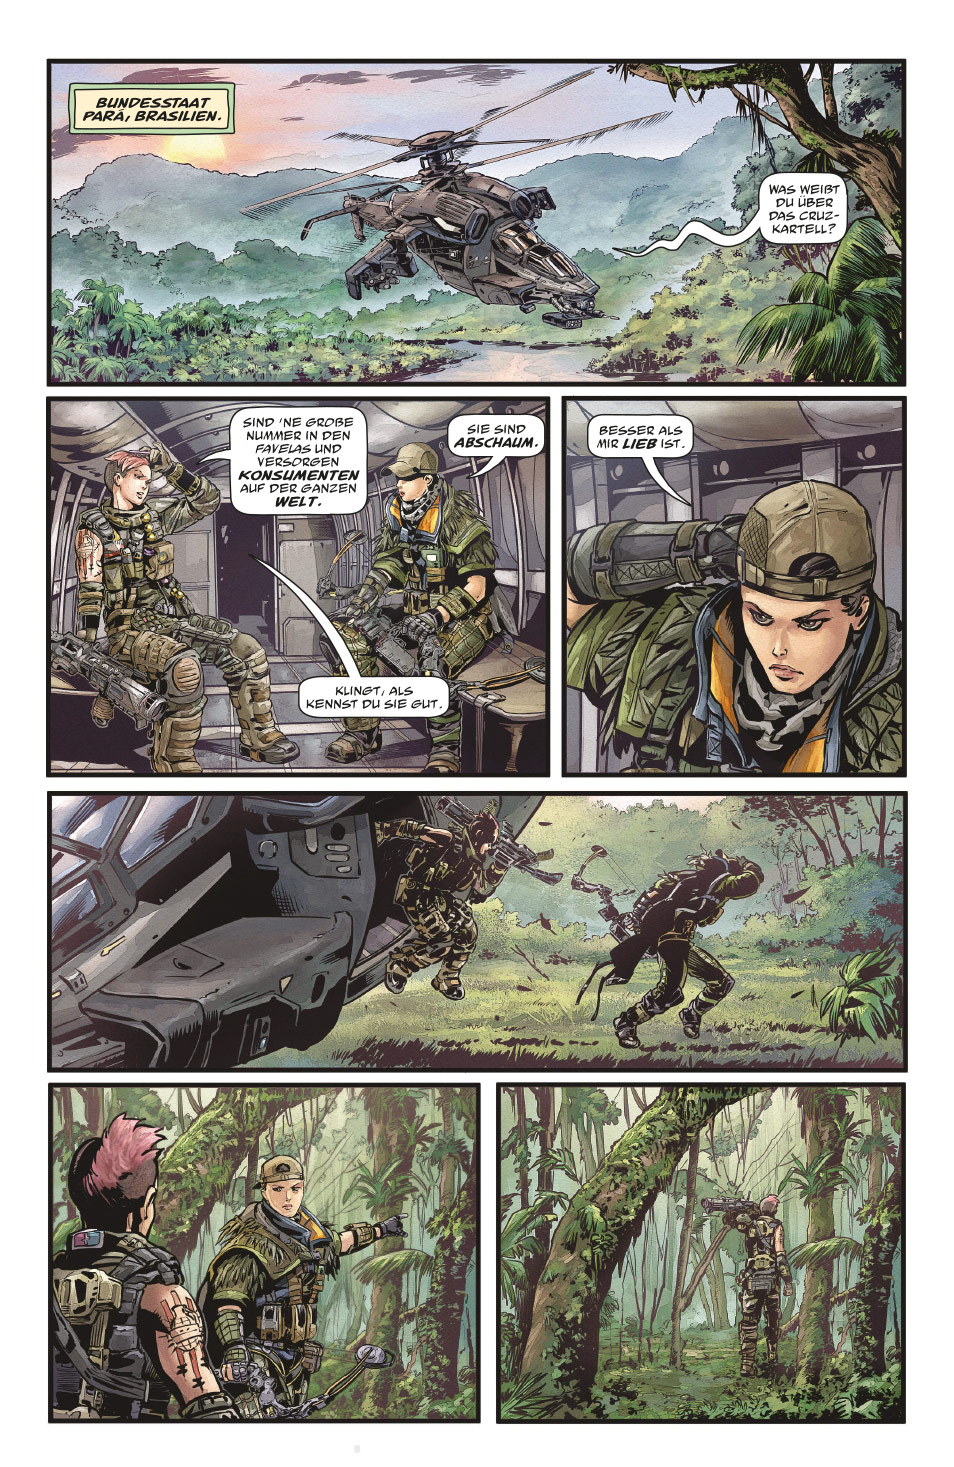 BUNDESSTAAT
PARÁ, BRASILIEN.
WAS WEIẞT
DU ÜBER
DAS CRUZ-
KARTELL?
SIND 'NE GROẞE
NUMMER IN DEN
FAVELAS UND
VERSORGEN
KONSUMENTEN
AUF DER GANZEN
WELT.
SIE SIND
ABSCHAUM.
KLINGT, ALS
KENNST DU SIE GUT.
BESSER ALS
MIR LIEB IST.